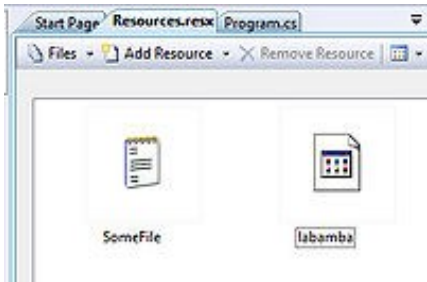 Start Page Resources.resx Program.cs
Files Add Resource Remove Resource
SomeFile labamba